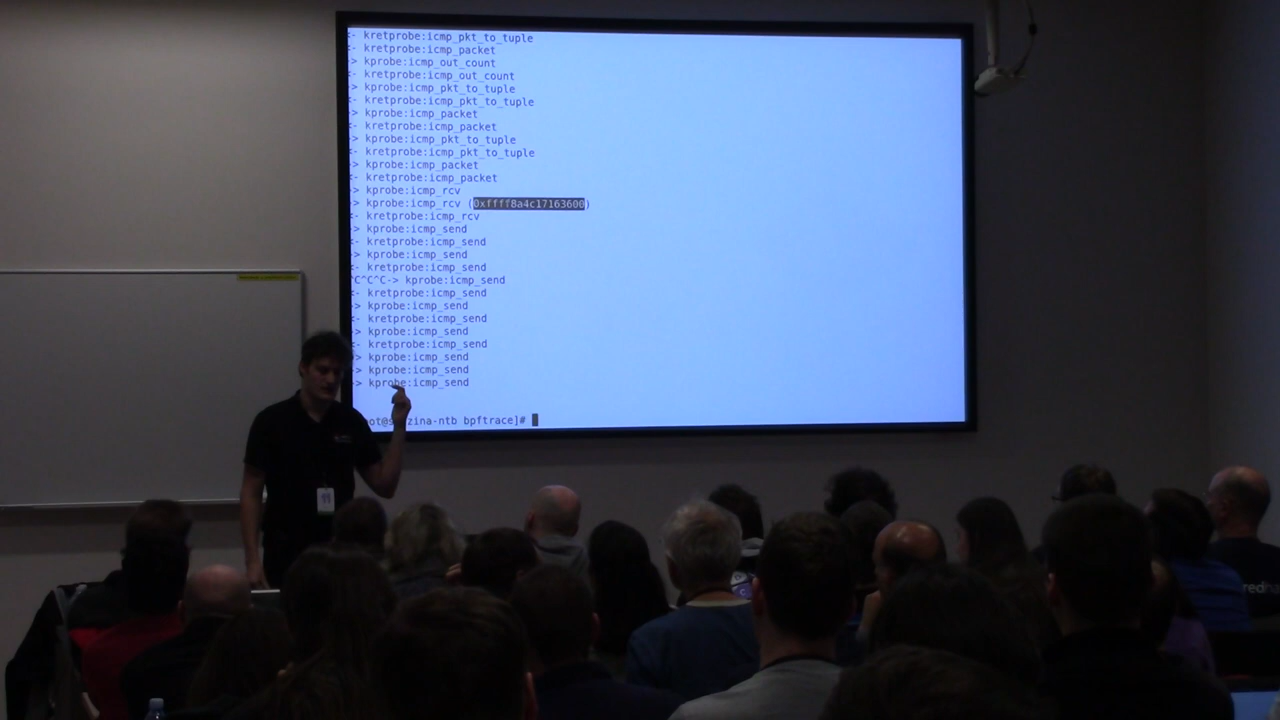 <- kretprobe:icmp_pkt_to_tuple
<- kretprobe:icmp_packet
-> kprobe:icmp_out_count
<- kretprobe:icmp_out_count
-> kprobe:icmp_pkt_to_tuple
<- kretprobe:icmp_pkt_to_tuple
-> kprobe:icmp_packet
<- kretprobe:icmp_packet
-> kprobe:icmp_pkt_to_tuple
<- kretprobe:icmp_pkt_to_tuple
-> kprobe:icmp_packet
<- kretprobe:icmp_packet
-> kprobe:icmp_rcv
-> kprobe:icmp_rcv (0xffff8a4c17163600)
<- kretprobe:icmp_rcv
-> kprobe:icmp_send
<- kretprobe:icmp_send
-> kprobe:icmp_send
<- kretprobe:icmp_send
^C^C^C-> kprobe:icmp_send
<- kretprobe:icmp_send
-> kprobe:icmp_send
<- kretprobe:icmp_send
-> kprobe:icmp_send
<- kretprobe:icmp_send
-> kprobe:icmp_send
-> kprobe:icmp_send
-> kprobe:icmp_send
bpftrace]#